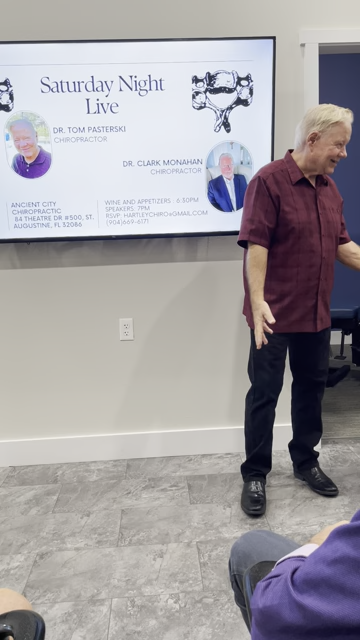 Saturday Night
Live
DR. TOM PASTERSKI
CHIROPRACTOR
DR. CLARK MONAHAN
CHIROPRACTOR
ANCIENT CITY
CHIROPRACTIC
84 THEATRE DR #500, ST.
AUGUSTINE, FL 32086
WINE AND APPETIZERS : 6:30PM
SPEAKERS: 7PM
RSVP: HARTLEYCHIRO@GMAIL.COM
(904)669-6171